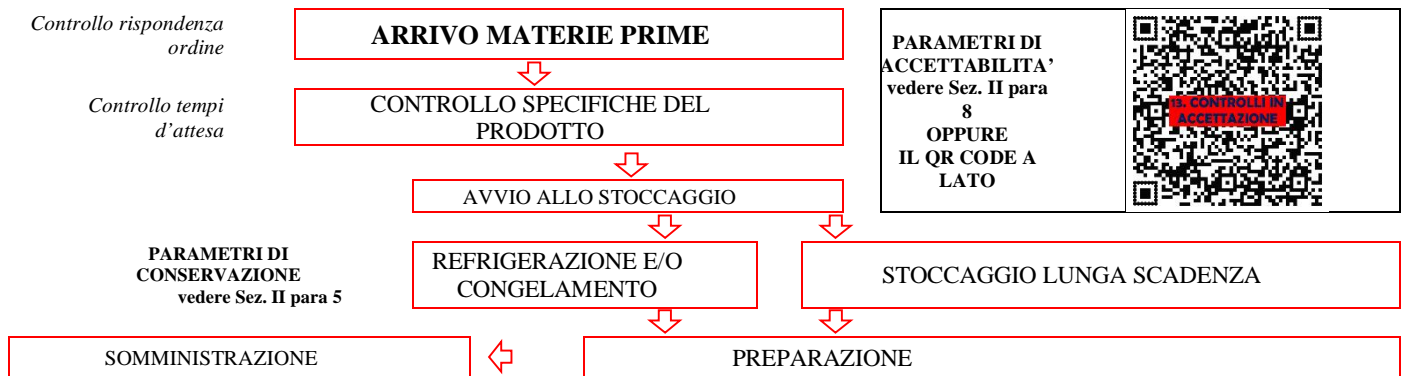 Controllo rispondenza
ordine
ARRIVO MATERIE PRIME
Controllo tempi
d’attesa
CONTROLLO SPECIFICHE DEL
PRODOTTO
PARAMETRI DI
ACCETTABILITA’
vedere Sez. II para
8
OPPURE
IL QR CODE A
LATO
13. CONTROLLI IN
ACCETTAZIONE
AVVIO ALLO STOCCAGGIO
PARAMETRI DI
CONSERVAZIONE
vedere Sez. II para 5
REFRIGERAZIONE E/O
CONGELAMENTO
STOCCAGGIO LUNGA SCADENZA
SOMMINISTRAZIONE
PREPARAZIONE